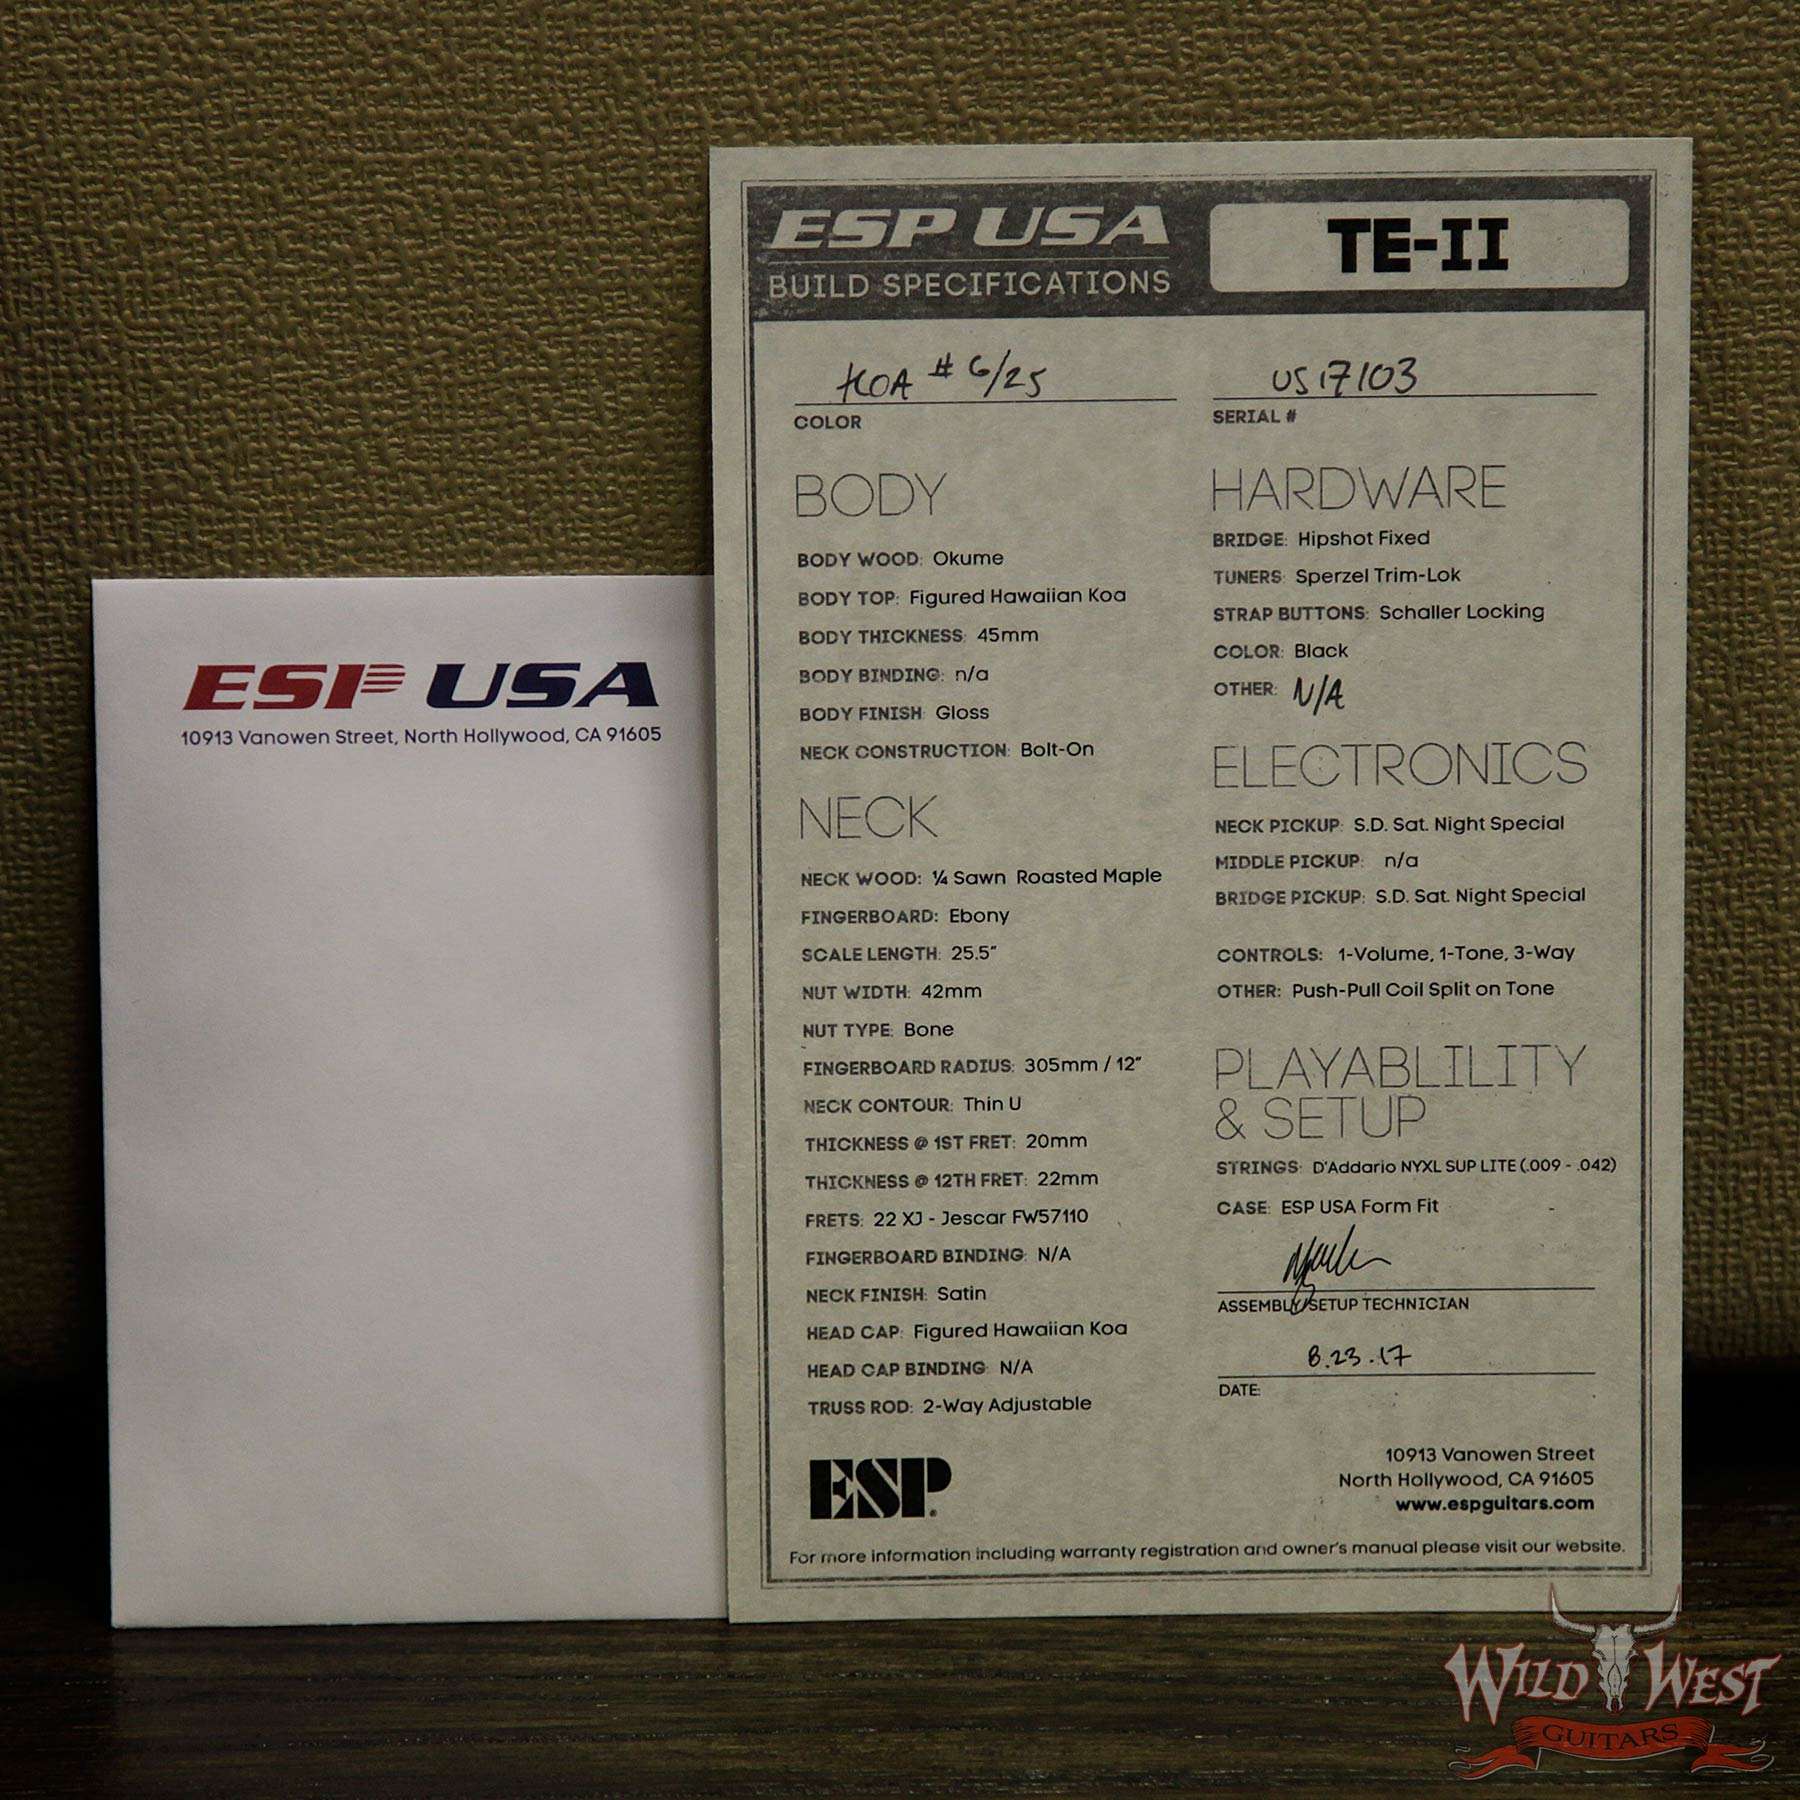 ESP USA
10913 Vanowen Street, North Hollywood, CA 91605
ESP USA
BUILD SPECIFICATIONS
TE-II
KOA # 6/25
COLOR
US17103
SERIAL #
BODY
BODY WOOD: Okume
BODY TOP: Figured Hawaiian Koa
BODY THICKNESS: 45mm
BODY BINDING: n/a
BODY FINISH: Gloss
NECK CONSTRUCTION: Bolt-On
NECK
NECK WOOD: ¼ Sawn Roasted Maple
FINGERBOARD: Ebony
SCALE LENGTH: 25.5"
NUT WIDTH: 42mm
NUT TYPE: Bone
FINGERBOARD RADIUS: 305mm / 12"
NECK CONTOUR: Thin U
THICKNESS @ 1ST FRET: 20mm
THICKNESS @ 12TH FRET: 22mm
FRETS: 22 XJ - Jescar FW57110
FINGERBOARD BINDING: N/A
NECK FINISH: Satin
HEAD CAP: Figured Hawaiian Koa
HEAD CAP BINDING: N/A
TRUSS ROD: 2-Way Adjustable
HARDWARE
BRIDGE: Hipshot Fixed
TUNERS: Sperzel Trim-Lok
STRAP BUTTONS: Schaller Locking
COLOR: Black
OTHER: N/A
ELECTRONICS
NECK PICKUP: S.D. Sat. Night Special
MIDDLE PICKUP: n/a
BRIDGE PICKUP: S.D. Sat. Night Special
CONTROLS: 1-Volume, 1-Tone, 3-Way
OTHER: Push-Pull Coil Split on Tone
PLAYABLILITY
& SETUP
STRINGS: D'Addario NYXL SUP LITE (.009 - .042)
CASE: ESP USA Form Fit
ASSEMBLY/SETUP TECHNICIAN
8.23.17
DATE:
ESP
10913 Vanowen Street
North Hollywood, CA 91605
www.espguitars.com
For more information including warranty registration and owner's manual please visit our website.
WILD WEST
GUITARS